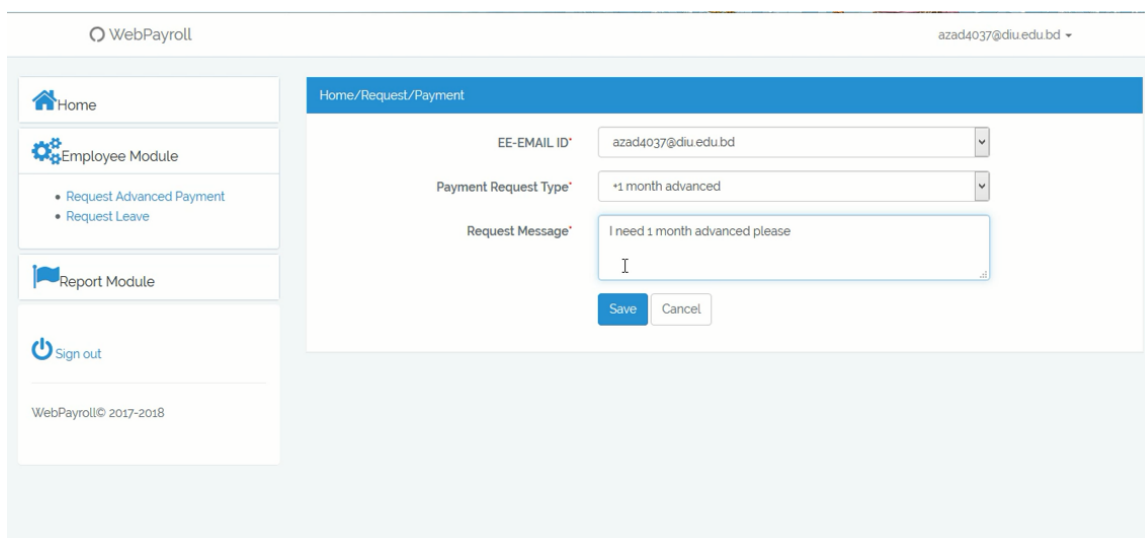 WebPayroll
azad4037@diu.edu.bd
Home
Employee Module
Request Advanced Payment
Request Leave
Report Module
Sign out
WebPayroll© 2017-2018
Home/Request/Payment
EE-EMAIL ID*
azad4037@diu.edu.bd
Payment Request Type*
+1 month advanced
Request Message*
I need 1 month advanced please
Save Cancel